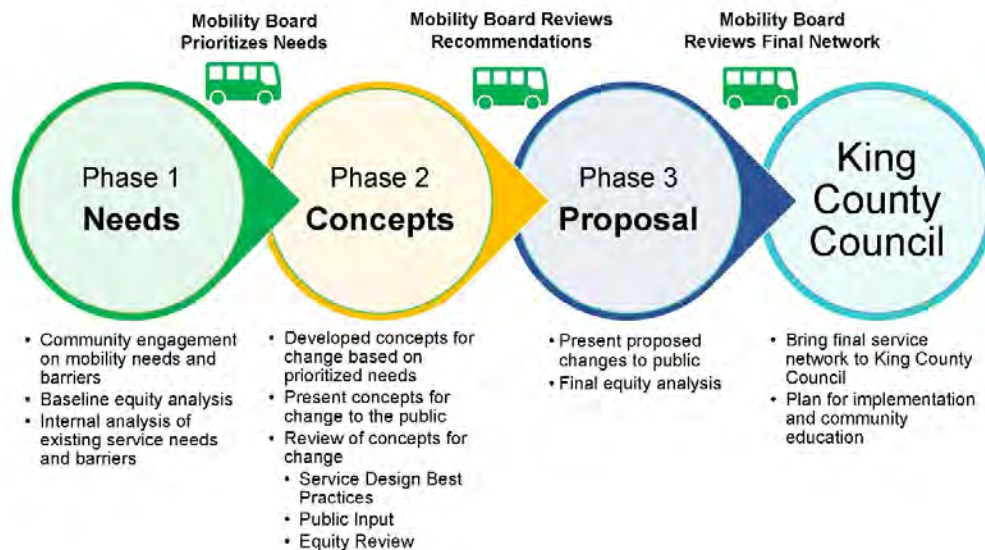 Mobility Board
Prioritizes Needs
Mobility Board Reviews
Recommendations
Mobility Board
Reviews Final Network
Phase 1
Needs
Phase 2
Concepts
Phase 3
Proposal
King
County
Council
• Community engagement
on mobility needs and
barriers
• Baseline equity analysis
• Internal analysis of
existing service needs
and barriers
• Developed concepts for
change based on
prioritized needs
• Present concepts for
change to the public
• Review of concepts for
change
• Service Design Best
Practices
• Public Input
• Equity Review
• Present proposed
changes to public
• Final equity analysis
• Bring final service
network to King County
Council
• Plan for implementation
and community
education